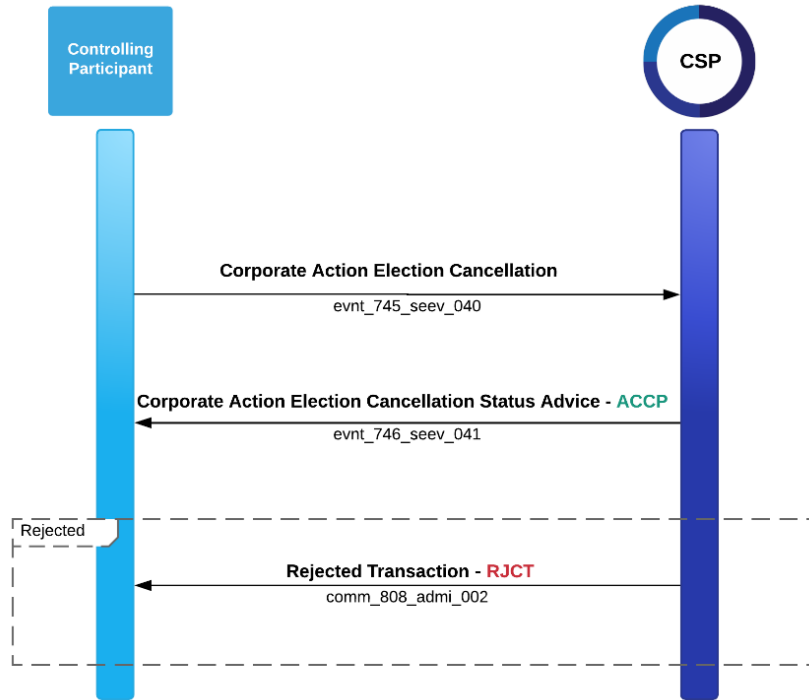 Controlling
Participant
CSP
Corporate Action Election Cancellation
evnt_745_seev_040
Corporate Action Election Cancellation Status Advice - ACCP
evnt_746_seev_041
Rejected
Rejected Transaction - RJCT
comm_808_admi_002